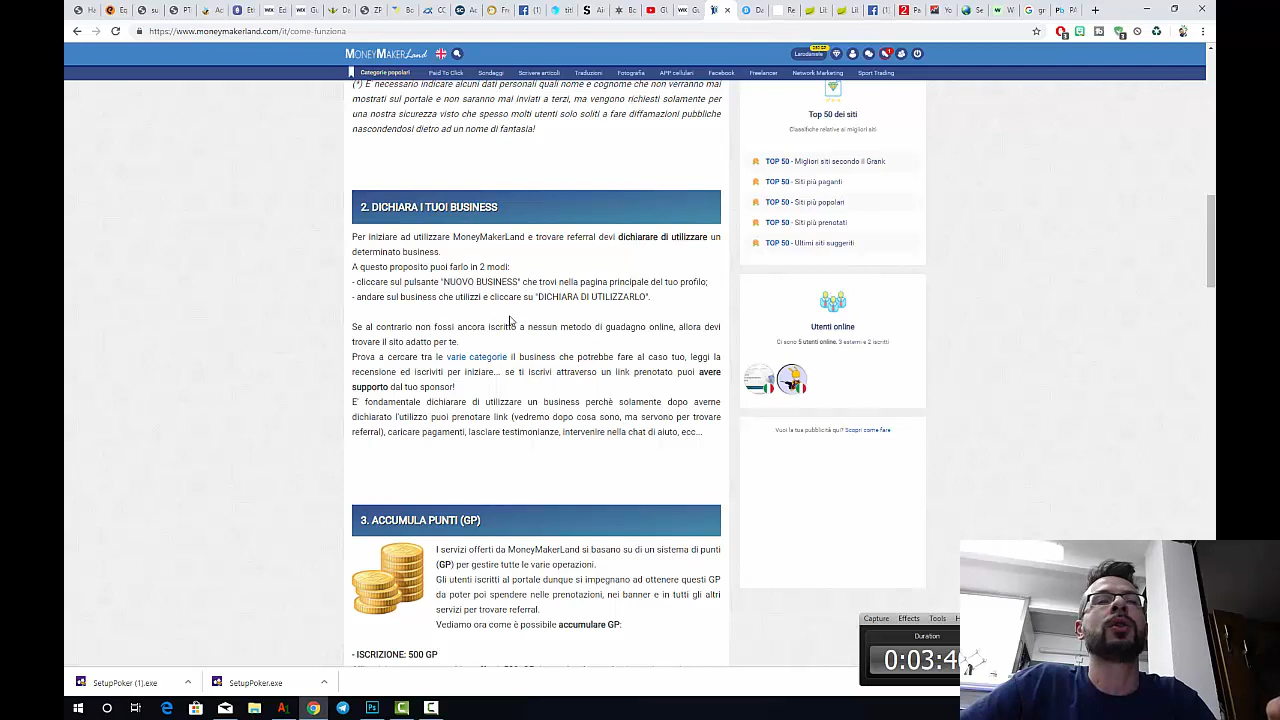 https://www.moneymakerland.com/it/come-funziona
MONEYMAKERLand
Larodaniele
Categorie popolari
Paid To Click
Sondaggi
Scrivere articoli
Traduzioni
Fotografia
APP cellulari
Facebook
Freelancer
Network Marketing
Sport Trading
(*) E' necessario indicare alcuni dati personali quali nome e cognome che non verranno mai
mostrati sul portale e non saranno mai inviati a terzi, ma vengono richiesti solamente per
una nostra sicurezza visto che spesso molti utenti solo soliti a fare diffamazioni pubbliche
nascondendosi dietro ad un nome di fantasia!
2. DICHIARA I TUOI BUSINESS
Per iniziare ad utilizzare MoneyMakerLand e trovare referral devi dichiarare di utilizzare un
determinato business.
A questo proposito puoi farlo in 2 modi:
- cliccare sul pulsante "NUOVO BUSINESS" che trovi nella pagina principale del tuo profilo;
- andare sul business che utilizzi e cliccare su "DICHIARA DI UTILIZZARLO".
Se al contrario non fossi ancora iscritto a nessun metodo di guadagno online, allora devi
trovare il sito adatto per te.
Prova a cercare tra le varie categorie il business che potrebbe fare al caso tuo, leggi la
recensione ed iscriviti per iniziare... se ti iscrivi attraverso un link prenotato puoi avere
supporto dal tuo sponsor!
E' fondamentale dichiarare di utilizzare un business perchè solamente dopo averne
dichiarato l'utilizzo puoi prenotare link (vedremo dopo cosa sono, ma servono per trovare
referral), caricare pagamenti, lasciare testimonianze, intervenire nella chat di aiuto, ecc...
3. ACCUMULA PUNTI (GP)
I servizi offerti da MoneyMakerLand si basano su di un sistema di punti
(GP) per gestire tutte le varie operazioni.
Gli utenti iscritti al portale dunque si impegnano ad ottenere questi GP
da poter poi spendere nelle prenotazioni, nei banner e in tutti gli altri
servizi per trovare referral.
Vediamo ora come è possibile accumulare GP:
- ISCRIZIONE: 500 GP
Top 50 dei siti
Classifiche relative ai migliori siti
TOP 50 - Migliori siti secondo il Grank
TOP 50 - Siti più paganti
TOP 50 - Siti più popolari
TOP 50 - Siti più prenotati
TOP 50 - Ultimi siti suggeriti
Utenti online
Ci sono 5 utenti online. 3 esterni e 2 iscritti
Vuoi la tua pubblicità qui? Scopri come fare
Capture
Effects
Tools
Duration
0:03:4
SetupPoker (1).exe
SetupPoker.exe